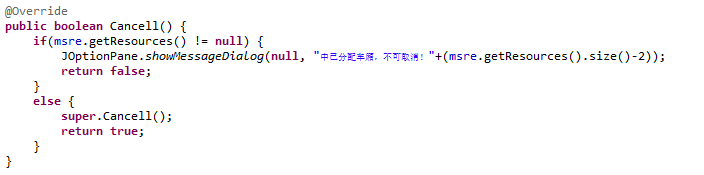 @Override
public boolean Cancell() {
    if(msre.getResources() != null) {
        JOptionPane.showMessageDialog(null, "中已分配车厢，不可取消！"+(msre.getResources().size()-2));
        return false;
    }
    else {
        super.Cancell();
        return true;
    }
}